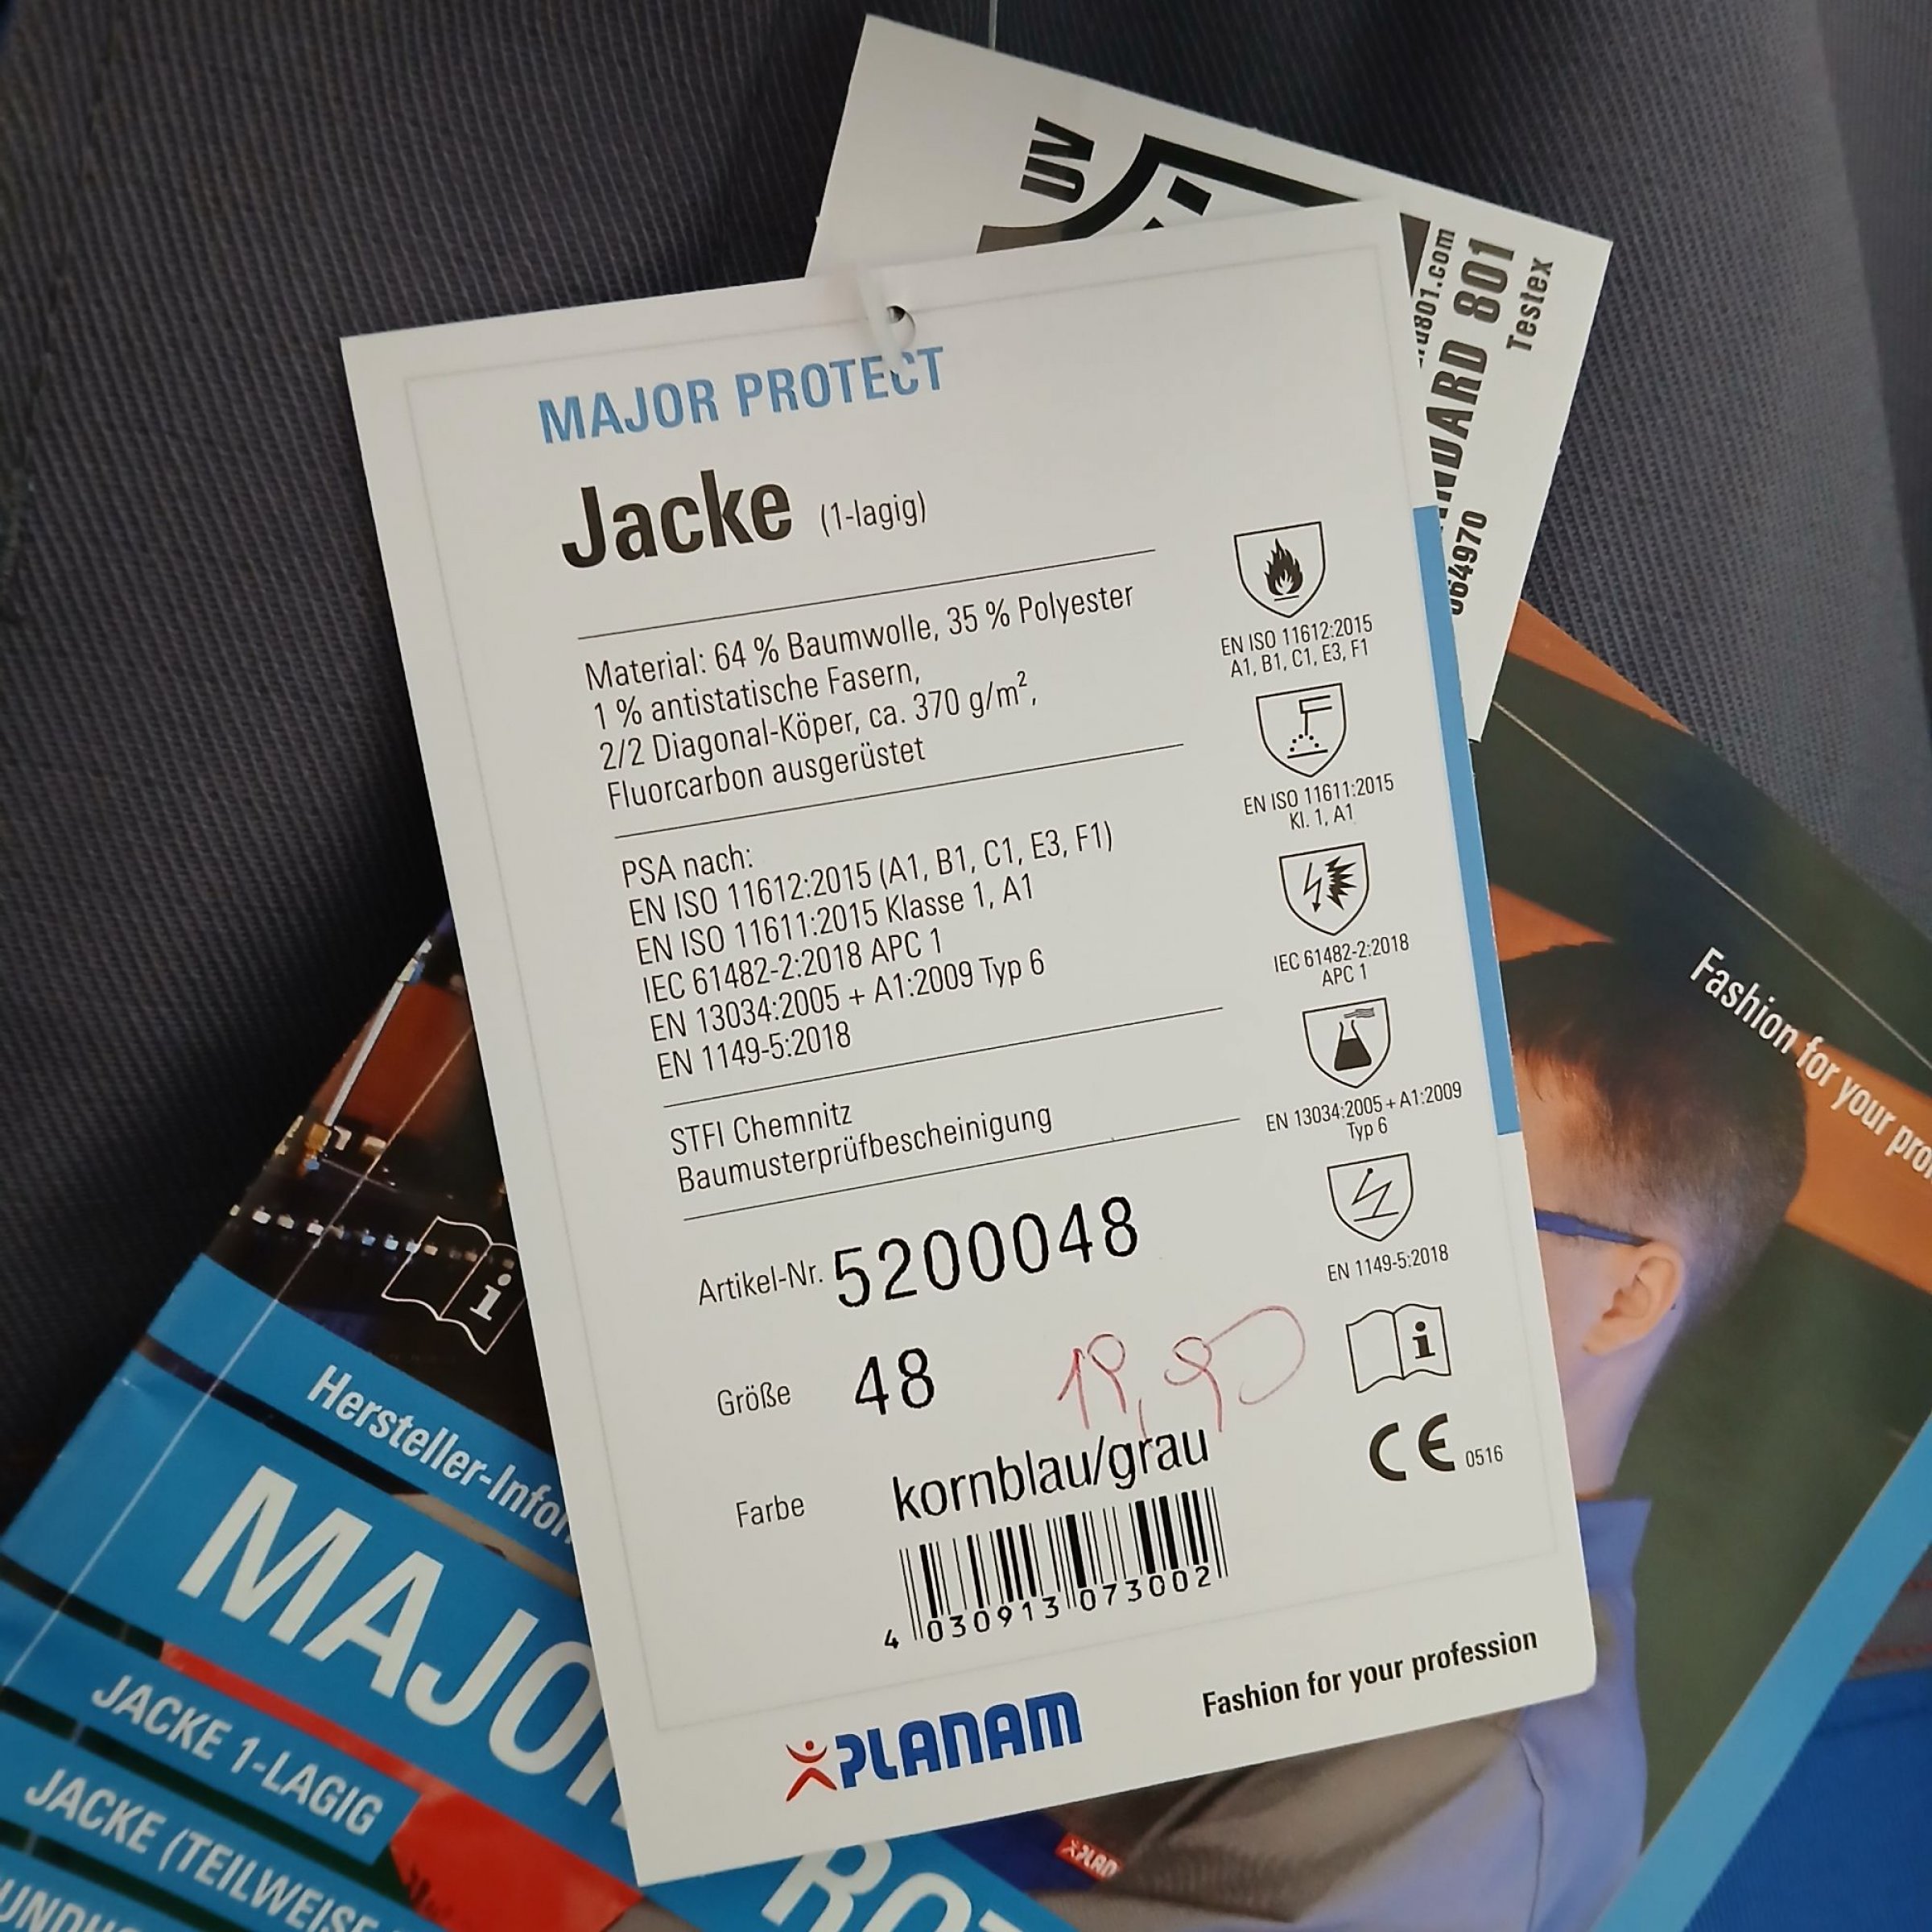 UV
STANDARD 801
Testex
064970
MAJOR PROTECT
Jacke (1-lagig)
Material: 64 % Baumwolle, 35 % Polyester
1 % antistatische Fasern,
2/2 Diagonal-Köper, ca. 370 g/m²,
Fluorcarbon ausgerüstet
PSA nach:
EN ISO 11612:2015 (A1, B1, C1, E3, F1)
EN ISO 11611:2015 Klasse 1, A1
IEC 61482-2:2018 APC 1
EN 13034:2005 + A1:2009 Typ 6
EN 1149-5:2018
STFI Chemnitz
Baumusterprüfbescheinigung
Artikel-Nr. 5200048
Größe 48
19,90
Farbe kornblau/grau
4 030913 073002
EN ISO 11612:2015
A1, B1, C1, E3, F1
EN ISO 11611:2015
Kl. 1, A1
IEC 61482-2:2018
APC 1
EN 13034:2005 + A1:2009
Typ 6
EN 1149-5:2018
i
CE 0516
PLANAM
Fashion for your profession
Fashion for your pro
i
Hersteller-Infor
MAJOR
JACKE 1-LAGIG
JACKE (TEILWEISE
ROT
PLAN